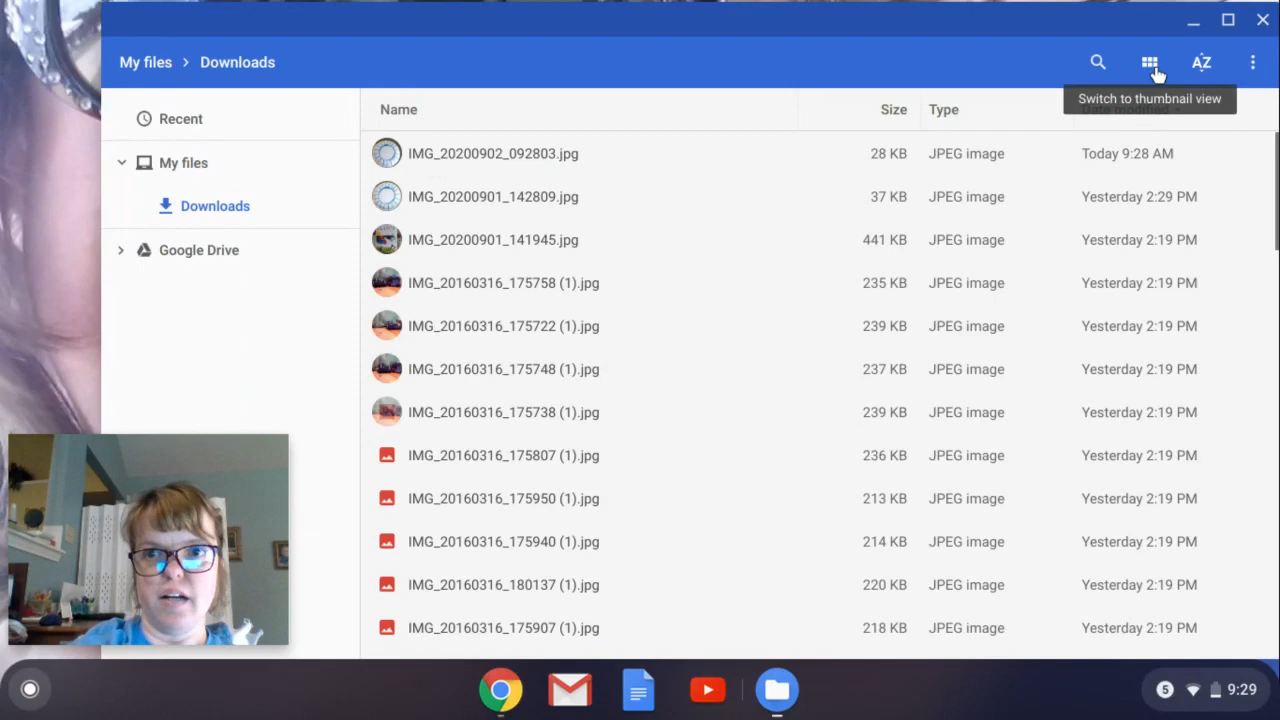 My files > Downloads
AZ
Switch to thumbnail view
Recent
My files
Downloads
Google Drive
Name Size Type Date modified
IMG_20200902_092803.jpg 28 KB JPEG image Today 9:28 AM
IMG_20200901_142809.jpg 37 KB JPEG image Yesterday 2:29 PM
IMG_20200901_141945.jpg 441 KB JPEG image Yesterday 2:19 PM
IMG_20160316_175758 (1).jpg 235 KB JPEG image Yesterday 2:19 PM
IMG_20160316_175722 (1).jpg 239 KB JPEG image Yesterday 2:19 PM
IMG_20160316_175748 (1).jpg 237 KB JPEG image Yesterday 2:19 PM
IMG_20160316_175738 (1).jpg 239 KB JPEG image Yesterday 2:19 PM
IMG_20160316_175807 (1).jpg 236 KB JPEG image Yesterday 2:19 PM
IMG_20160316_175950 (1).jpg 213 KB JPEG image Yesterday 2:19 PM
IMG_20160316_175940 (1).jpg 214 KB JPEG image Yesterday 2:19 PM
IMG_20160316_180137 (1).jpg 220 KB JPEG image Yesterday 2:19 PM
IMG_20160316_175907 (1).jpg 218 KB JPEG image Yesterday 2:19 PM
5 9:29